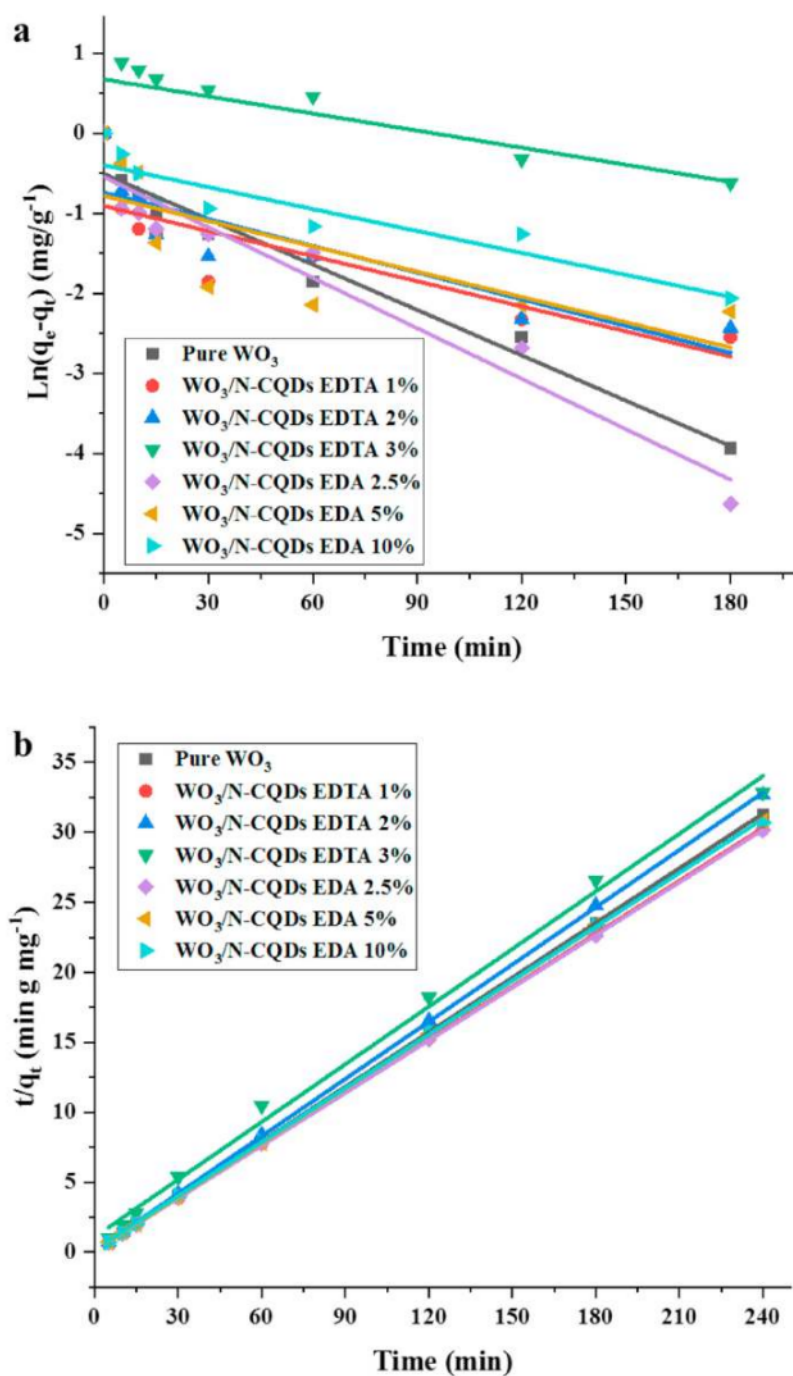 a
Ln(qₑ-qₜ) (mg/g⁻¹)
1
0
-1
-2
-3
-4
-5
Pure WO₃
WO₃/N-CQDs EDTA 1%
WO₃/N-CQDs EDTA 2%
WO₃/N-CQDs EDTA 3%
WO₃/N-CQDs EDA 2.5%
WO₃/N-CQDs EDA 5%
WO₃/N-CQDs EDA 10%
0 30 60 90 120 150 180
Time (min)
b
t/qₜ (min g mg⁻¹)
35
30
25
20
15
10
5
0
Pure WO₃
WO₃/N-CQDs EDTA 1%
WO₃/N-CQDs EDTA 2%
WO₃/N-CQDs EDTA 3%
WO₃/N-CQDs EDA 2.5%
WO₃/N-CQDs EDA 5%
WO₃/N-CQDs EDA 10%
0 30 60 90 120 150 180 210 240
Time (min)